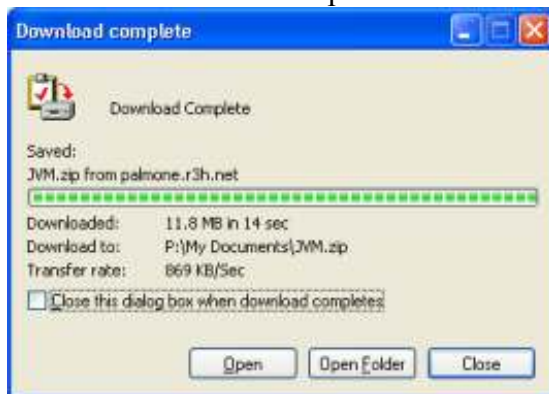 Download complete
Download Complete
Saved:
JVM.zip from palmone.r3h.net
Downloaded: 11.8 MB in 14 sec
Download to: P:\My Documents\JVM.zip
Transfer rate: 869 KB/Sec
Close this dialog box when download completes
Open Open Folder Close